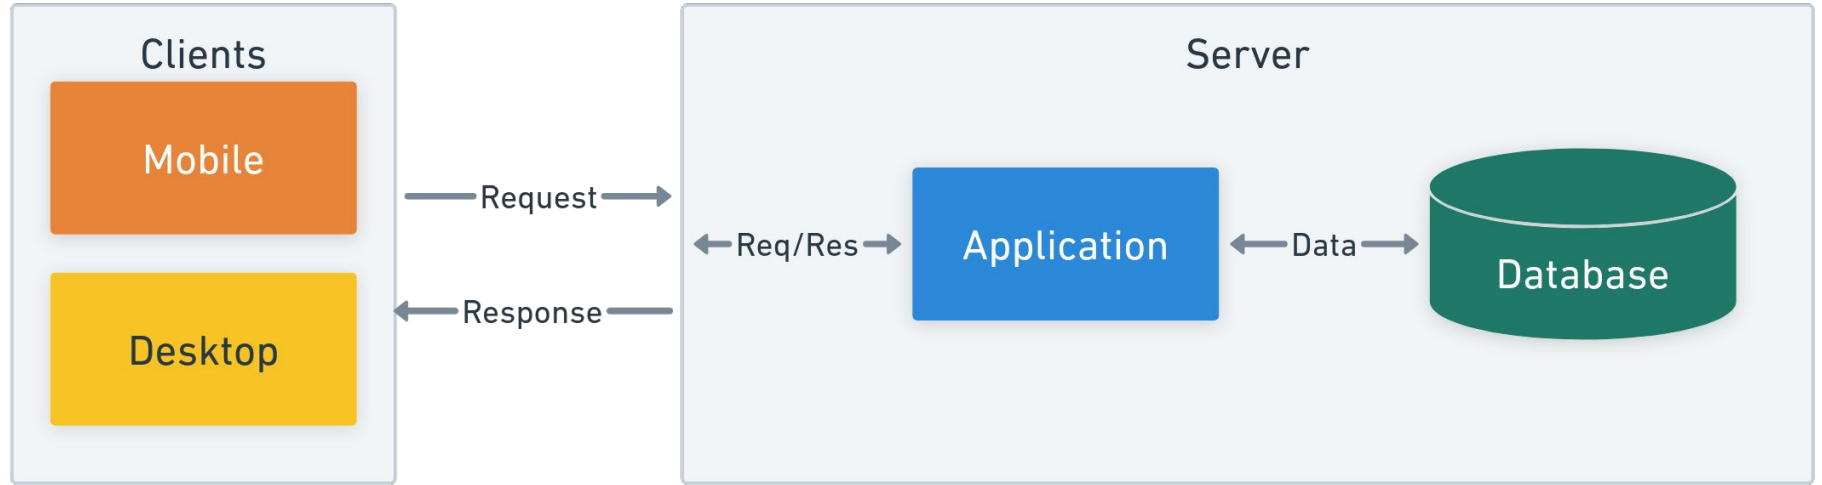 Clients
Mobile
Desktop
Request
Response
Server
Req/Res
Application
Data
Database